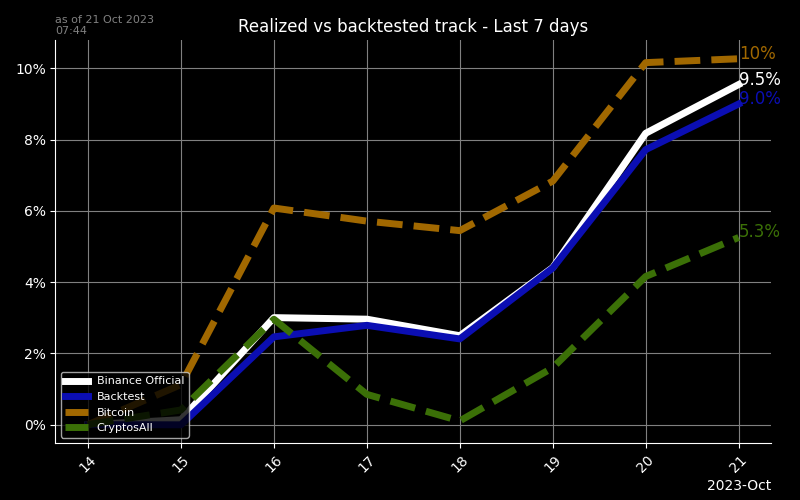 as of 21 Oct 2023
07:44
Realized vs backtested track - Last 7 days
10%
8%
6%
4%
2%
0%
10%
9.5%
9.0%
5.3%
Binance Official
Backtest
Bitcoin
CryptosAll
14
15
16
17
18
19
20
21
2023-Oct